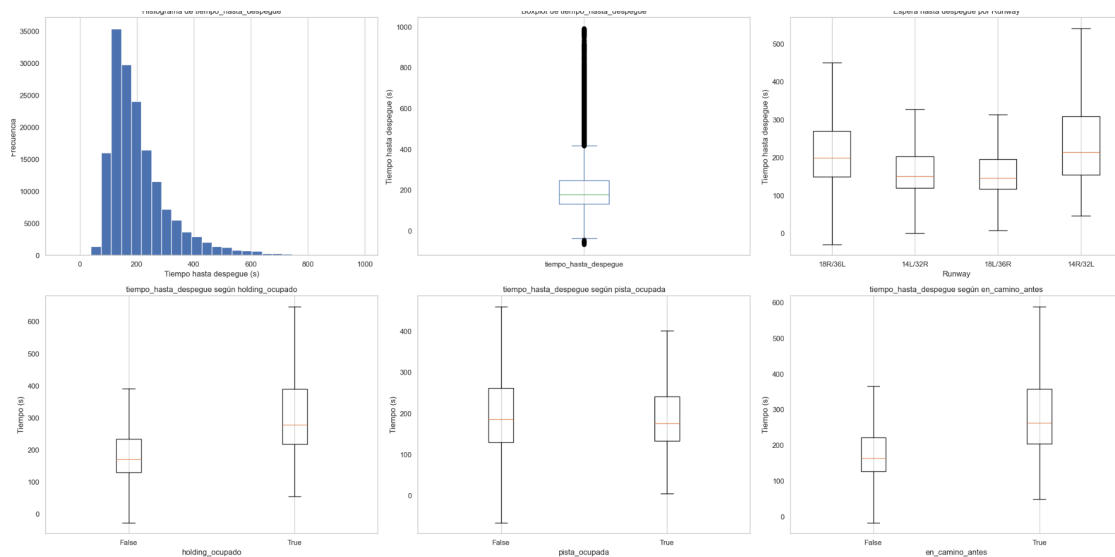 Histograma de tiempo_hasta_despegue
35000
30000
25000
20000
15000
10000
5000
0
Frecuencia
0
200
400
600
800
1000
Tiempo hasta despegue (s)
Boxplot de tiempo_hasta_despegue
1000
800
600
400
200
0
Tiempo hasta despegue (s)
tiempo_hasta_despegue
Espera hasta despegue por Runway
500
400
300
200
100
0
Tiempo hasta despegue (s)
18R/36L
14L/32R
18L/36R
14R/32L
Runway
tiempo_hasta_despegue según holding_ocupado
600
500
400
300
200
100
0
Tiempo (s)
False
True
holding_ocupado
tiempo_hasta_despegue según pista_ocupada
400
300
200
100
0
Tiempo (s)
False
True
pista_ocupada
tiempo_hasta_despegue según en_camino_antes
600
500
400
300
200
100
0
Tiempo (s)
False
True
en_camino_antes